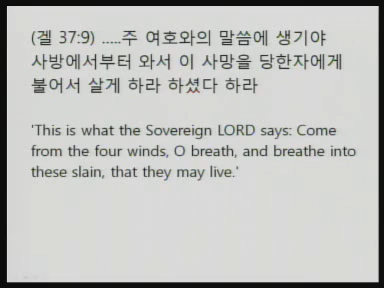 (겔 37:9) .....주 여호와의 말씀에 생기야
사방에서부터 와서 이 사망을 당한자에게
불어서 살게 하라 하셨다 하라
'This is what the Sovereign LORD says: Come
from the four winds, O breath, and breathe into
these slain, that they may live.'